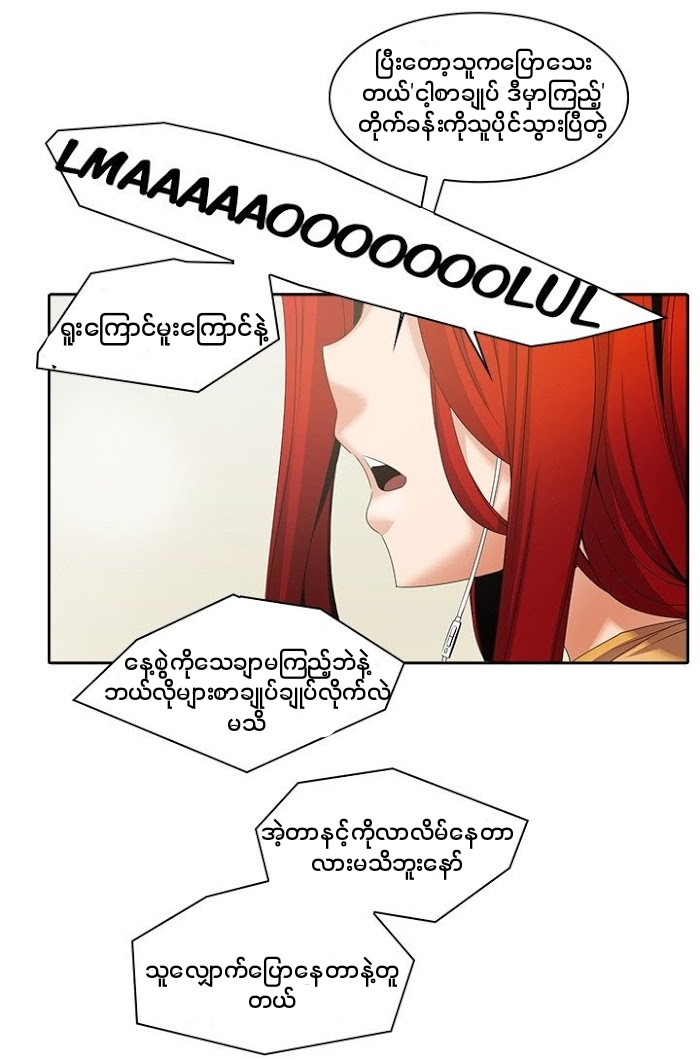 ပြီးတော့သူကပြောသေး
တယ်'ငါ့စာချုပ် ဒီမှာကြည့်'
တိုက်ခန်းကိုသူပိုင်သွားပြီတဲ့
LMAAAAAOOOOOOOLUL
ရူးကြောင်မူးကြောင်နဲ့
နေ့စွဲကိုသေချာမကြည့်ဘဲနဲ့
ဘယ်လိုများစာချုပ်ချုပ်လိုက်လဲ
မသိ
အဲ့တာနင့်ကိုလာလိမ်နေတာ
လားမသိဘူးနော်
သူလျှောက်ပြောနေတာနဲ့တူ
တယ်